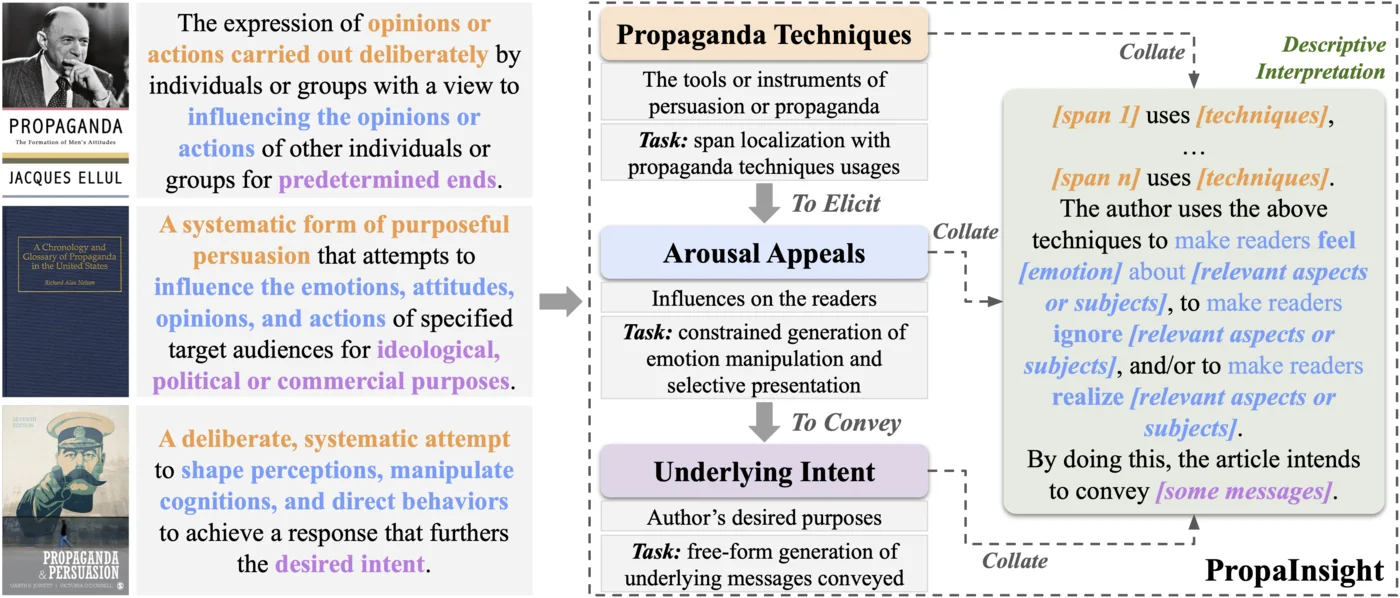 PROPAGANDA
The Formation of Men's Attitudes
JACQUES ELLUL
The expression of opinions or
actions carried out deliberately by
individuals or groups with a view to
influencing the opinions or
actions of other individuals or
groups for predetermined ends.
A Chronology and
Glossary of Propaganda
in the United States
Richard Alan Nelson
A systematic form of purposeful
persuasion that attempts to
influence the emotions, attitudes,
opinions, and actions of specified
target audiences for ideological,
political or commercial purposes.
SEVENTH
EDITION
PROPAGANDA
& PERSUASION
GARTH S. JOWETT | VICTORIA O'DONNELL
A deliberate, systematic attempt
to shape perceptions, manipulate
cognitions, and direct behaviors
to achieve a response that furthers
the desired intent.
Propaganda Techniques
The tools or instruments of
persuasion or propaganda
Task: span localization with
propaganda techniques usages
To Elicit
Arousal Appeals
Influences on the readers
Task: constrained generation of
emotion manipulation and
selective presentation
To Convey
Underlying Intent
Author's desired purposes
Task: free-form generation of
underlying messages conveyed
Collate
Collate
Collate
Descriptive
Interpretation
[span 1] uses [techniques],
...
[span n] uses [techniques].
The author uses the above
techniques to make readers feel
[emotion] about [relevant aspects
or subjects], to make readers
ignore [relevant aspects or
subjects], and/or to make readers
realize [relevant aspects or
subjects].
By doing this, the article intends
to convey [some messages].
PropaInsight